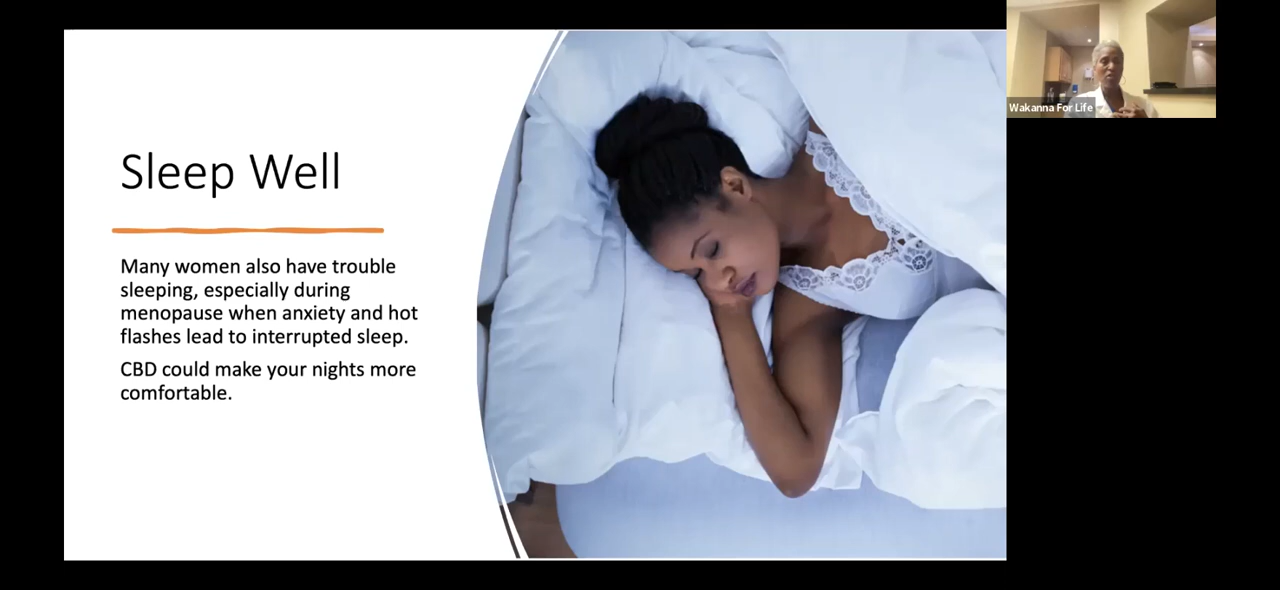 Sleep Well
Many women also have trouble
sleeping, especially during
menopause when anxiety and hot
flashes lead to interrupted sleep.
CBD could make your nights more
comfortable.
Wakanna For Life